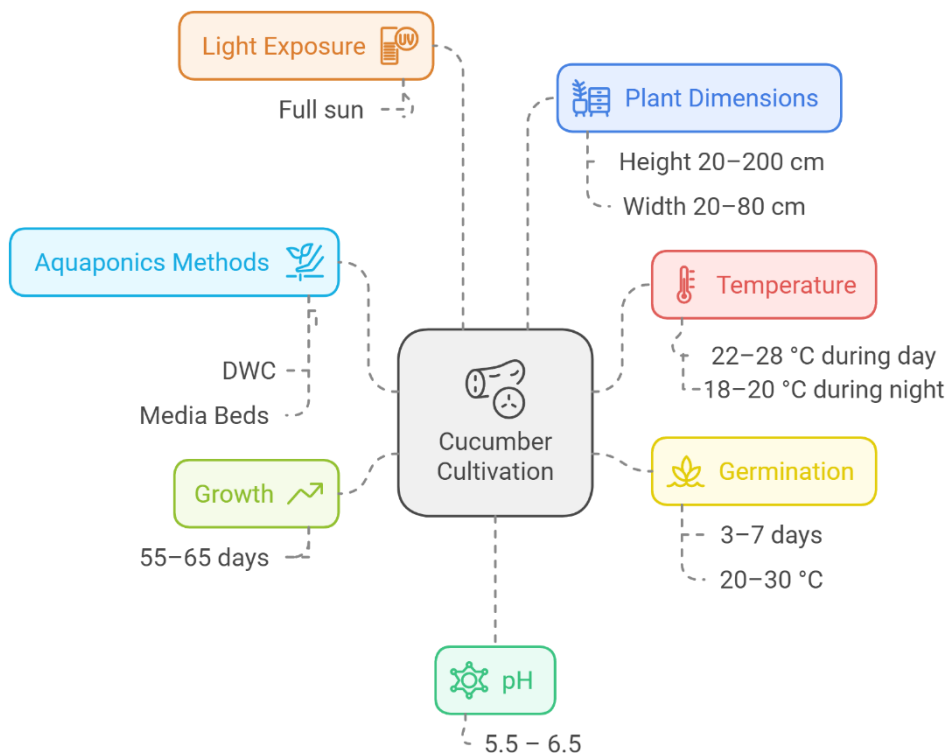 Light Exposure
UV
Full sun
Plant Dimensions
Height 20–200 cm
Width 20–80 cm
Aquaponics Methods
DWC
Media Beds
Temperature
22–28 °C during day
18–20 °C during night
Cucumber
Cultivation
Growth
55–65 days
Germination
3–7 days
20–30 °C
pH
5.5 – 6.5